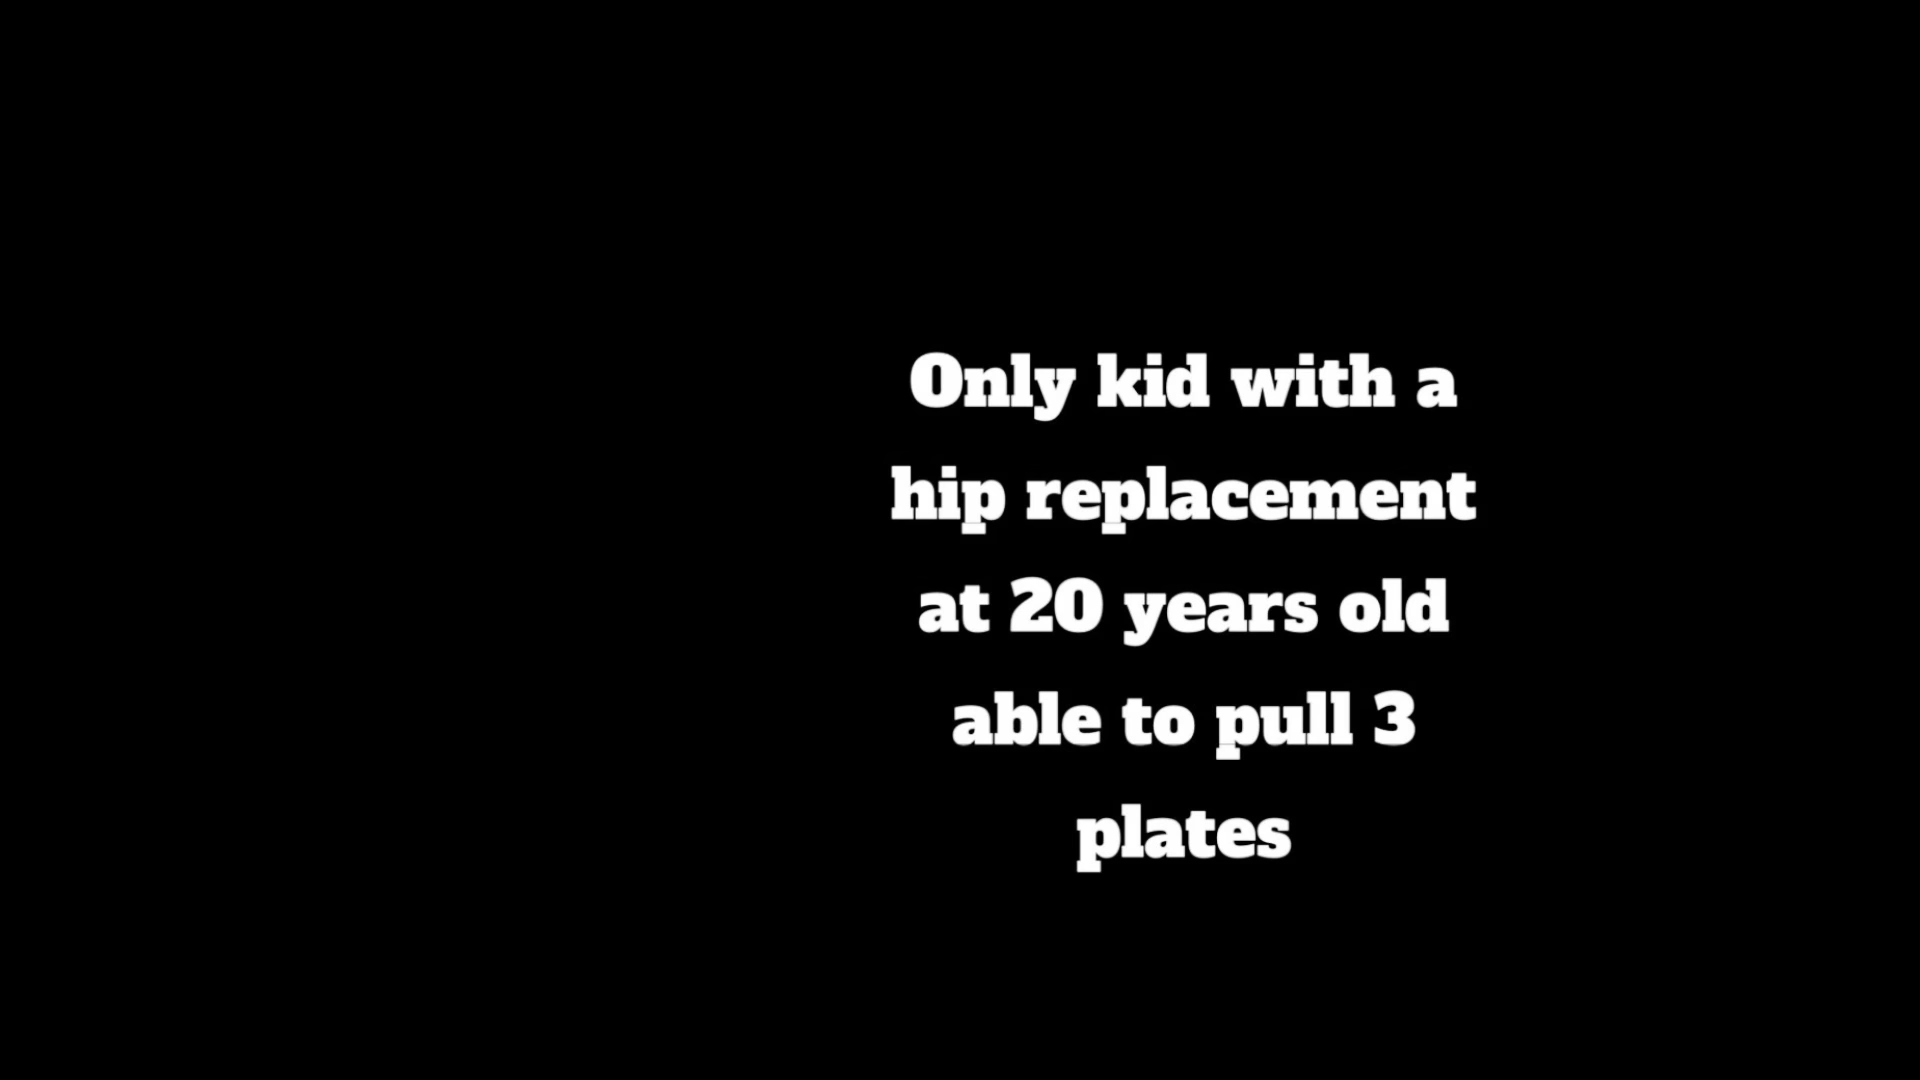 Only kid with a
hip replacement
at 20 years old
able to pull 3
plates